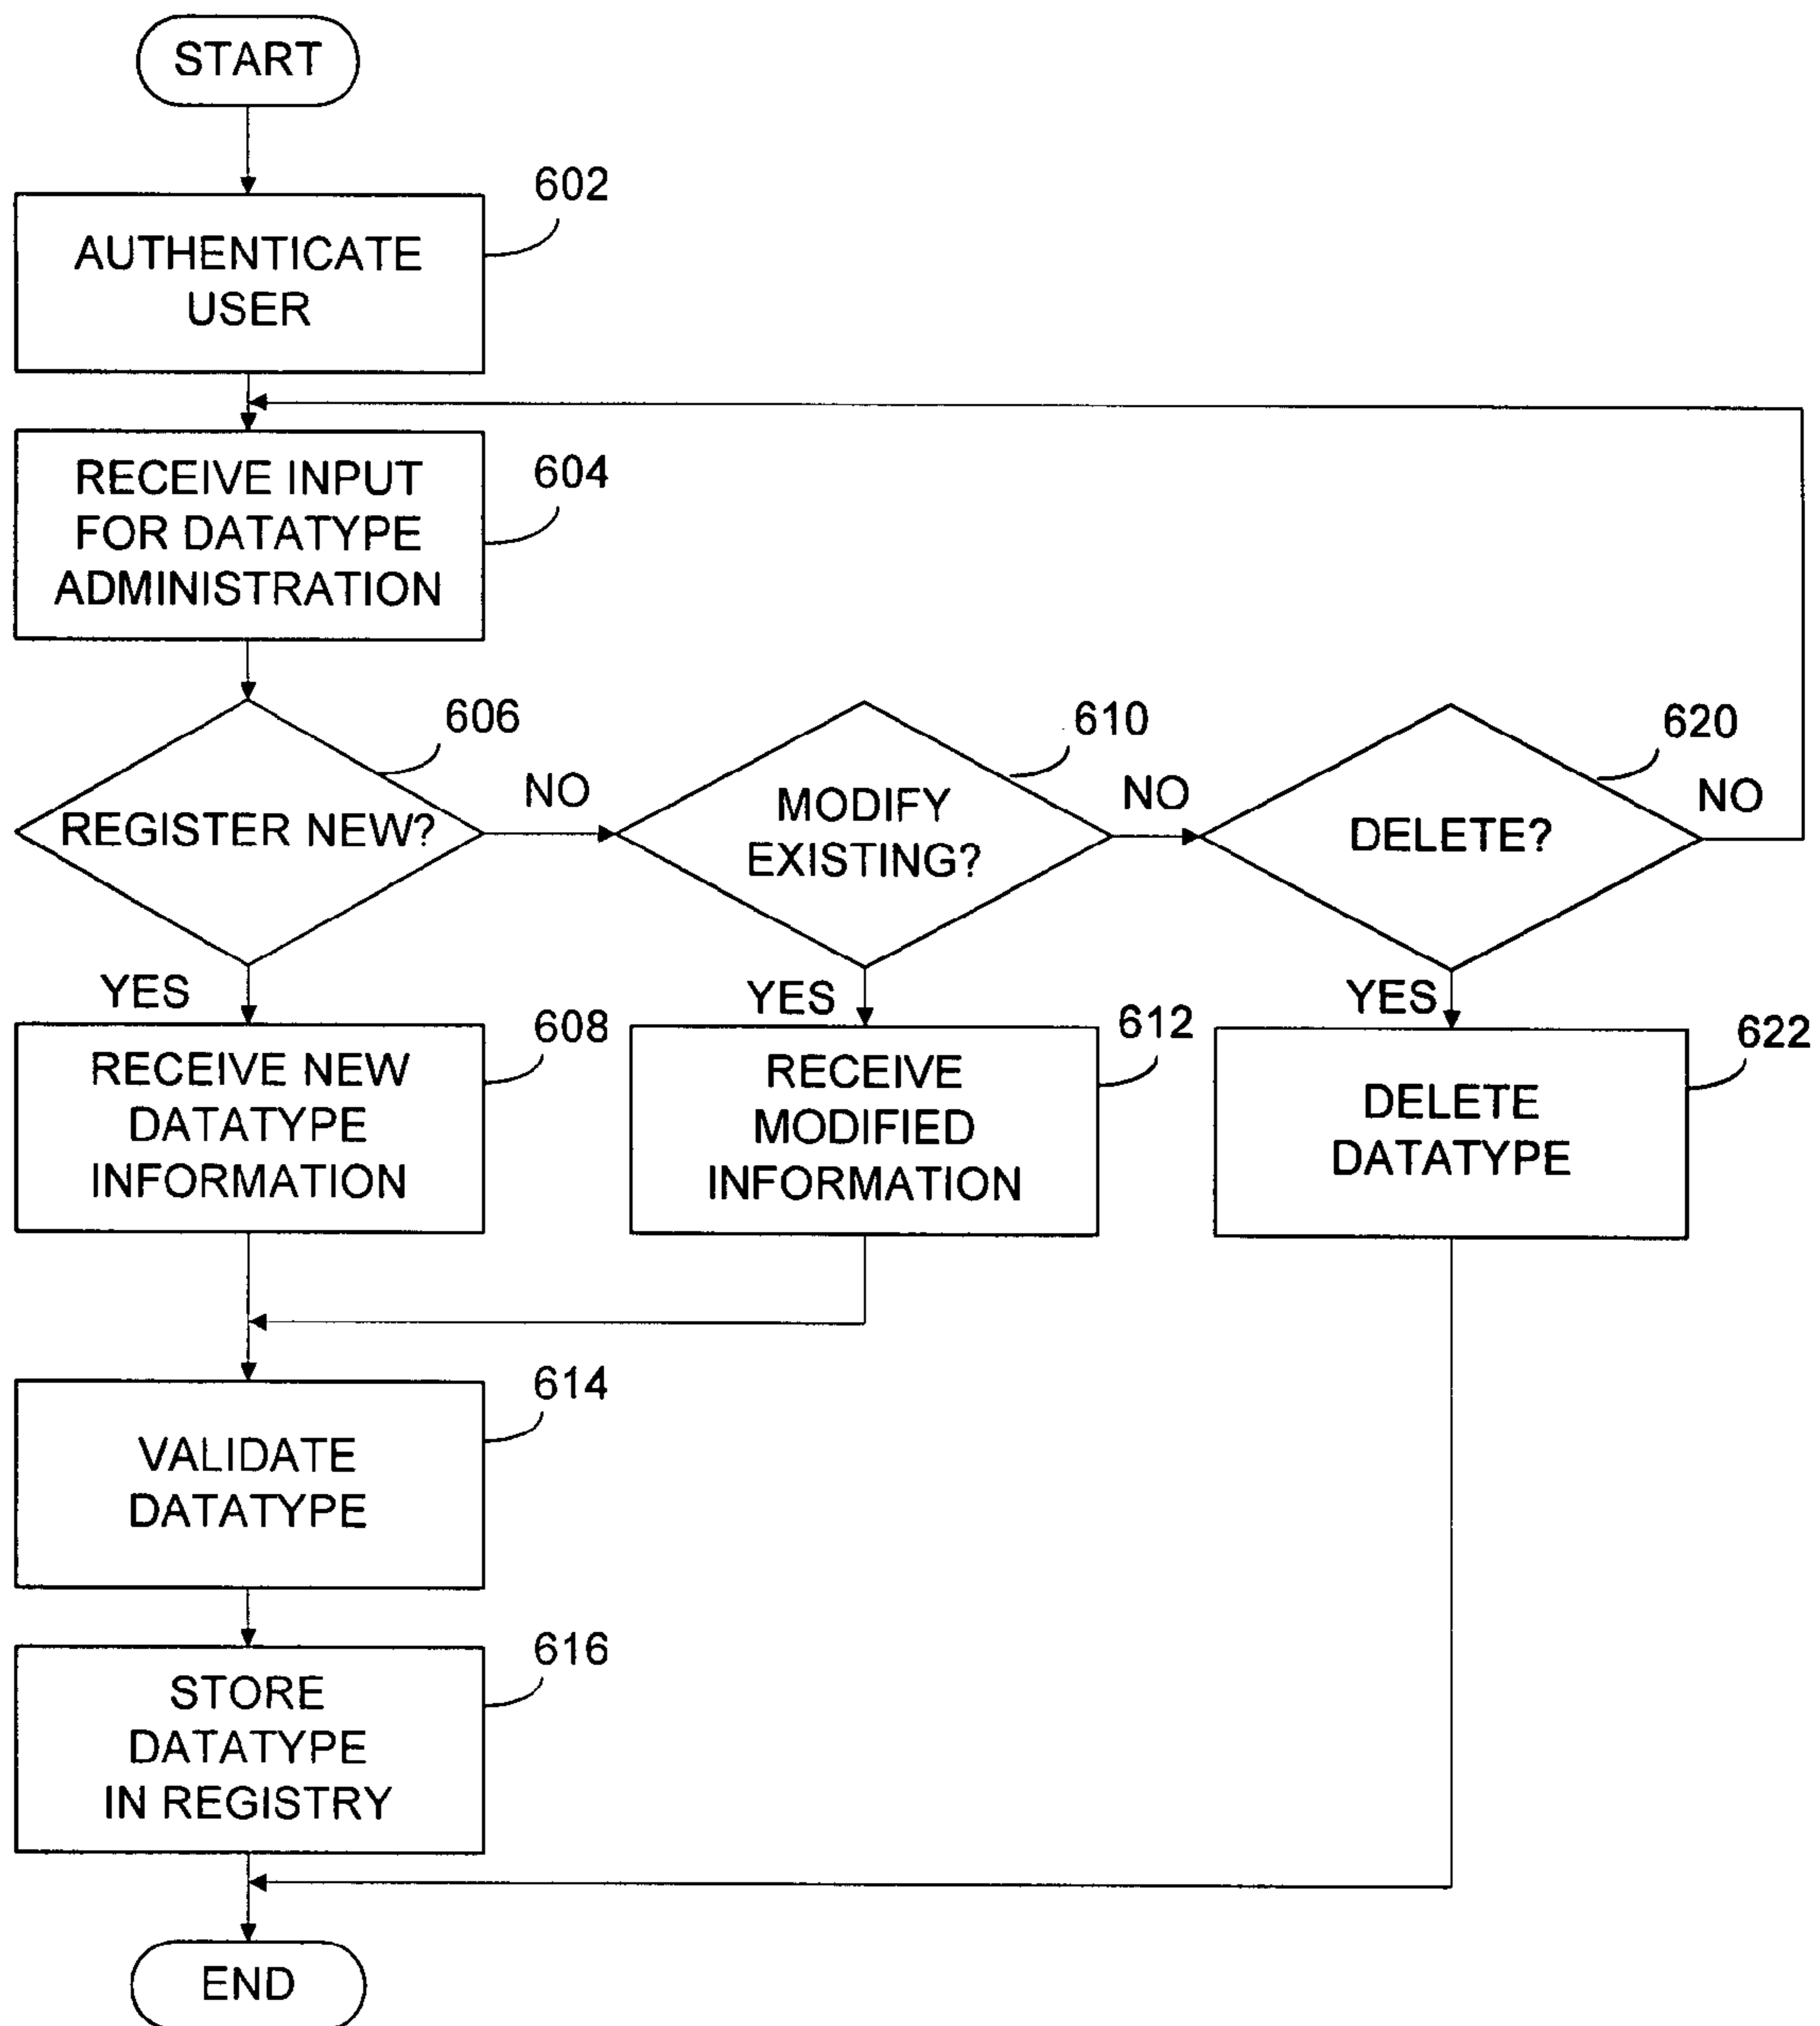 START
602
AUTHENTICATE
USER
604
RECEIVE INPUT
FOR DATATYPE
ADMINISTRATION
606
REGISTER NEW?
NO
610
MODIFY
EXISTING?
NO
620
DELETE?
NO
YES
608
RECEIVE NEW
DATATYPE
INFORMATION
YES
612
RECEIVE
MODIFIED
INFORMATION
YES
622
DELETE
DATATYPE
614
VALIDATE
DATATYPE
616
STORE
DATATYPE
IN REGISTRY
END